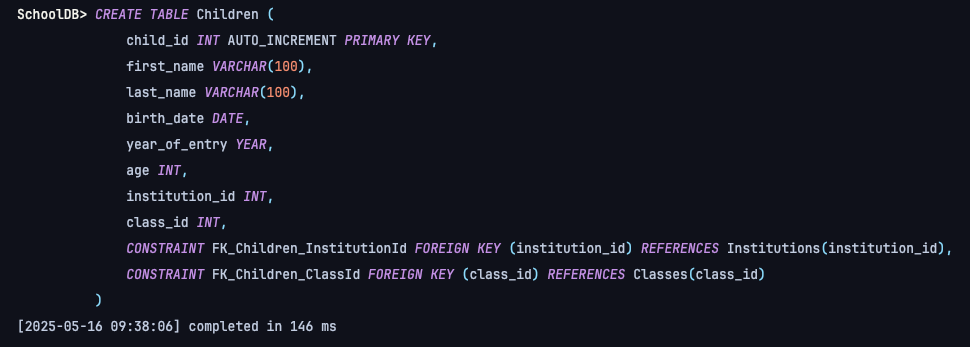 SchoolDB> CREATE TABLE Children (
child_id INT AUTO_INCREMENT PRIMARY KEY,
first_name VARCHAR(100),
last_name VARCHAR(100),
birth_date DATE,
year_of_entry YEAR,
age INT,
institution_id INT,
class_id INT,
CONSTRAINT FK_Children_InstitutionId FOREIGN KEY (institution_id) REFERENCES Institutions(institution_id),
CONSTRAINT FK_Children_ClassId FOREIGN KEY (class_id) REFERENCES Classes(class_id)
)
[2025-05-16 09:38:06] completed in 146 ms